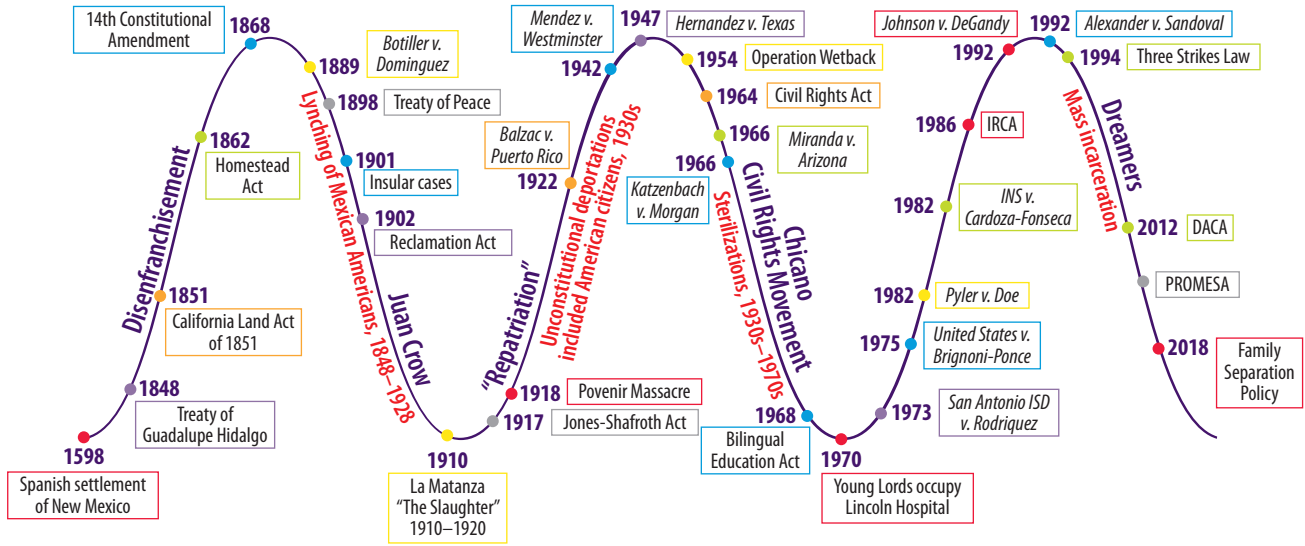 1598
Spanish settlement
of New Mexico
1848
Treaty of
Guadalupe Hidalgo
1851
California Land Act
of 1851
Disenfranchisement
1862
Homestead
Act
14th Constitutional
Amendment
1868
1889
Botiller v.
Dominguez
1898
Treaty of Peace
Lynching of Mexican Americans, 1848–1928
1901
Insular cases
1902
Reclamation Act
Juan Crow
1910
La Matanza
“The Slaughter”
1910–1920
1917
Jones-Shafroth Act
1918
Povenir Massacre
“Repatriation”
Unconstitutional deportations
included American citizens, 1930s
Balzac v.
Puerto Rico
1922
Mendez v.
Westminster
1942
1947
Hernandez v. Texas
1954
Operation Wetback
1964
Civil Rights Act
1966
Miranda v.
Arizona
1966
Katzenbach
v. Morgan
Chicano
Civil Rights Movement
Sterilizations, 1930s–1970s
1968
Bilingual
Education Act
1970
Young Lords occupy
Lincoln Hospital
1973
San Antonio ISD
v. Rodriquez
1975
United States v.
Brignoni-Ponce
1982
Pyler v. Doe
1982
INS v.
Cardoza-Fonseca
1986
IRCA
Johnson v. DeGandy
1992
1992
Alexander v. Sandoval
1994
Three Strikes Law
Dreamers
Mass incarceration
2012
DACA
PROMESA
2018
Family
Separation
Policy